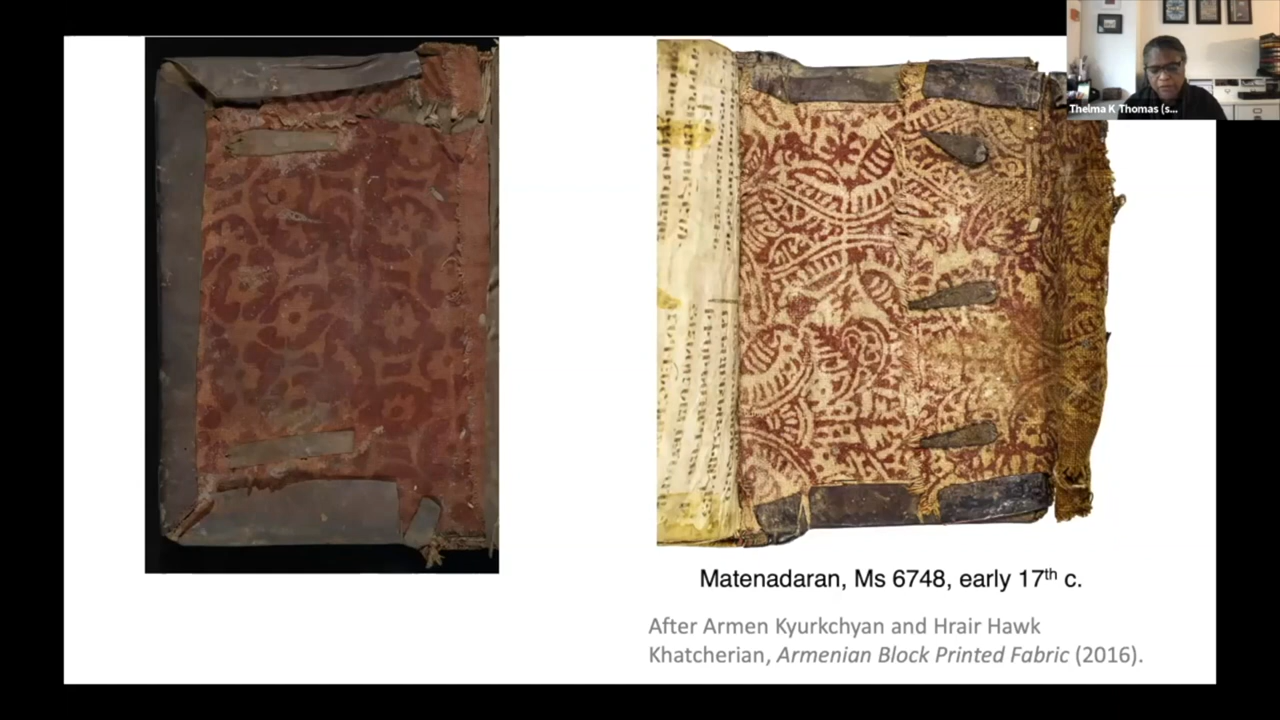 Thelma K Thomas (s...
Matenadaran, Ms 6748, early 17th c.
After Armen Kyurkchyan and Hrair Hawk
Khatcherian, Armenian Block Printed Fabric (2016).